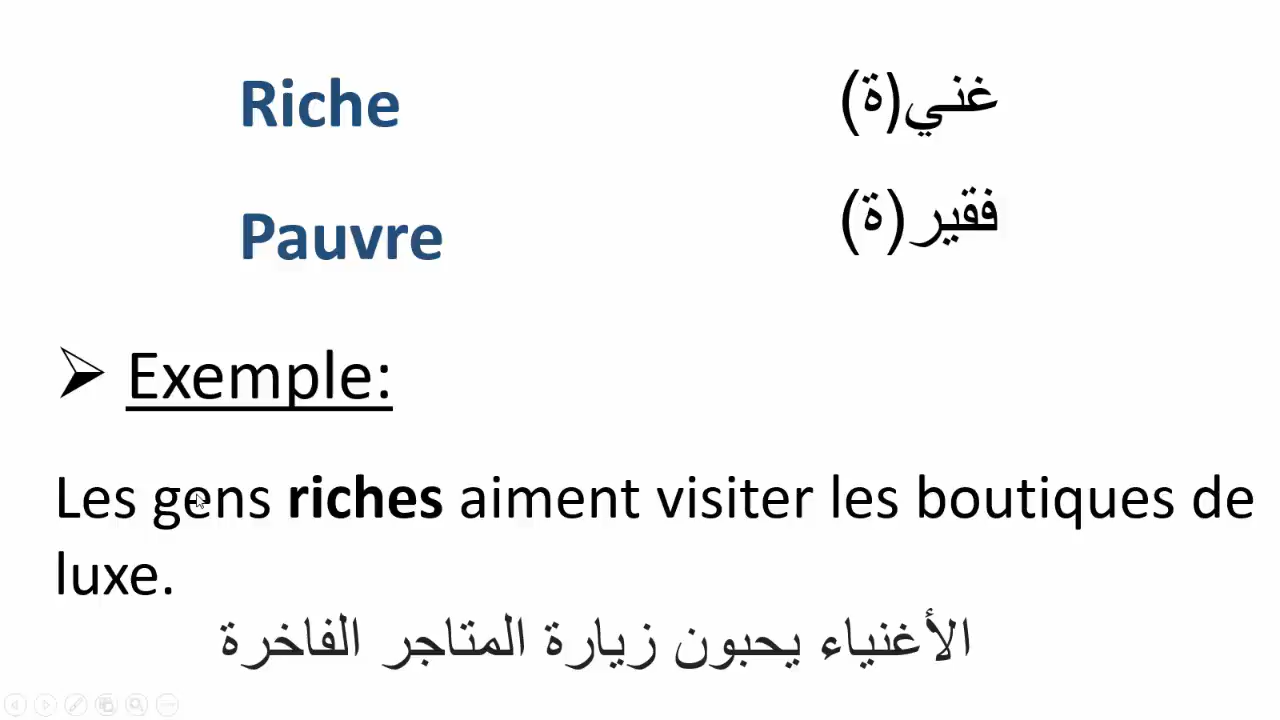 Riche غني(ة)
Pauvre فقير(ة)
➢ Exemple:
Les gens riches aiment visiter les boutiques de
luxe.
الأغنياء يحبون زيارة المتاجر الفاخرة